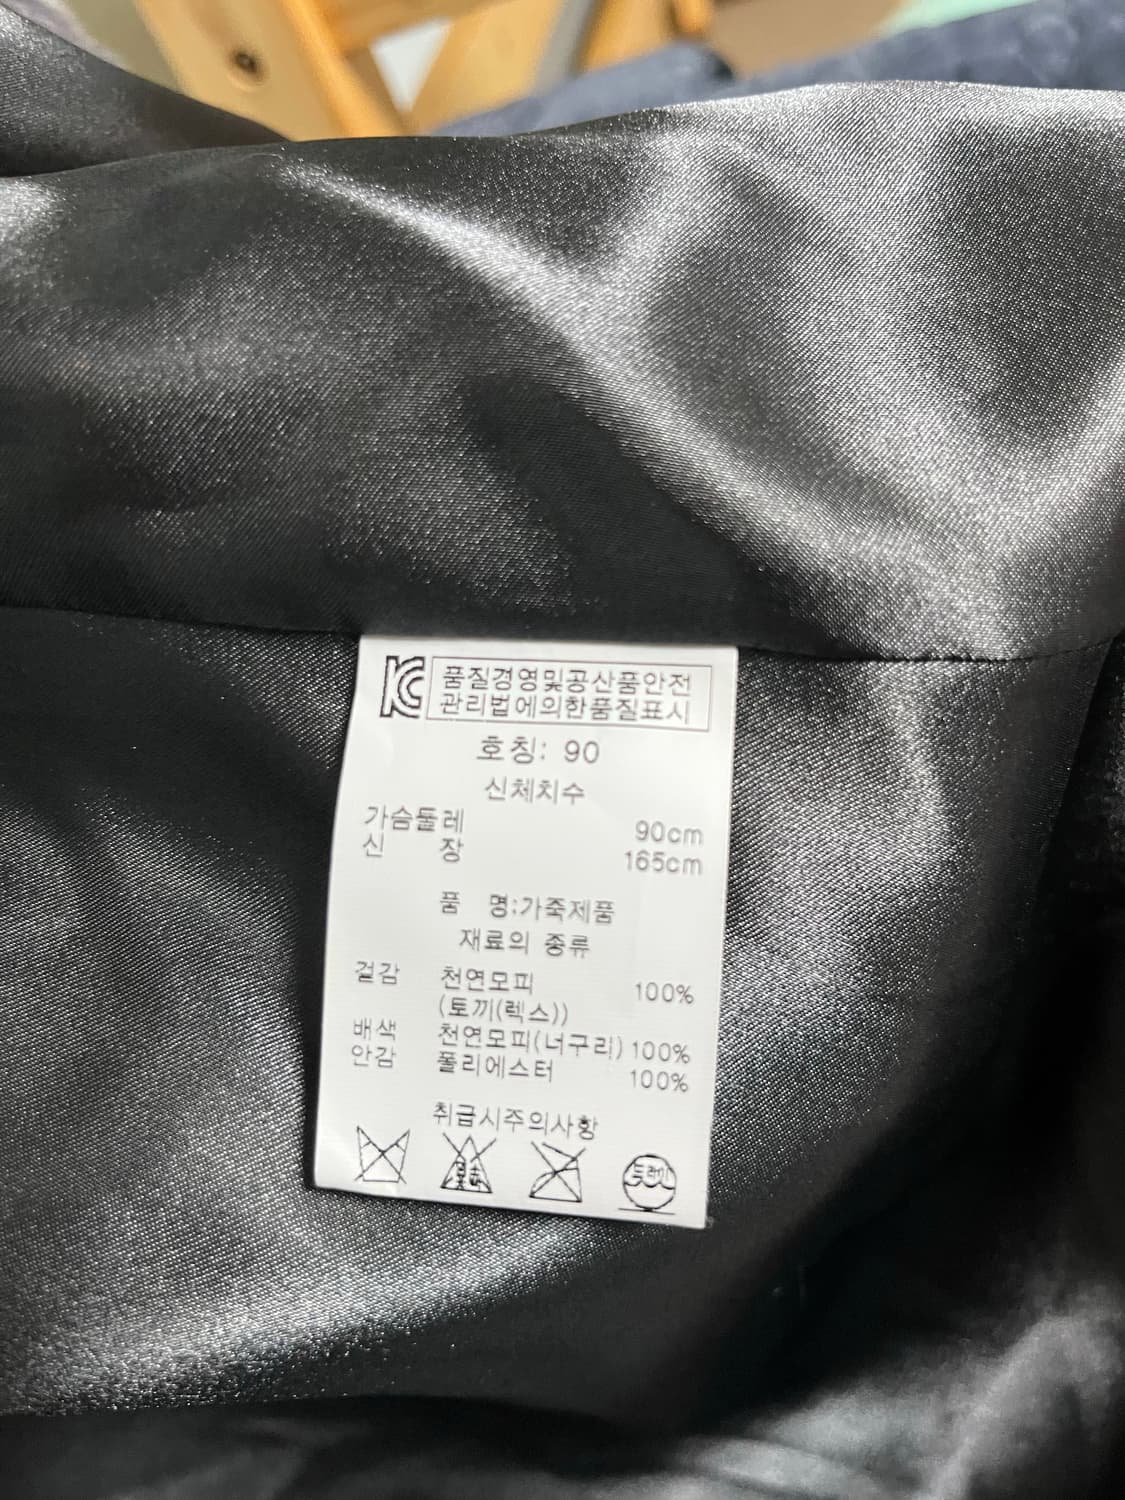 KC 품질경영및공산품안전
관리법에의한품질표시
호칭: 90
신체치수
가슴둘레 90cm
신 장 165cm
품 명:가죽제품
재료의 종류
겉감 천연모피 100%
(토끼(렉스))
배색 천연모피(너구리) 100%
안감 폴리에스터 100%
취급시주의사항